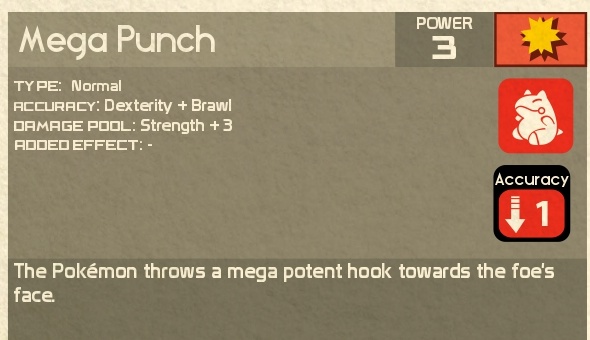 Mega Punch
POWER
3
TYPE: Normal
ACCURACY: Dexterity + Brawl
DAMAGE POOL: Strength + 3
ADDED EFFECT: -
Accuracy
1
The Pokémon throws a mega potent hook towards the foe's
face.